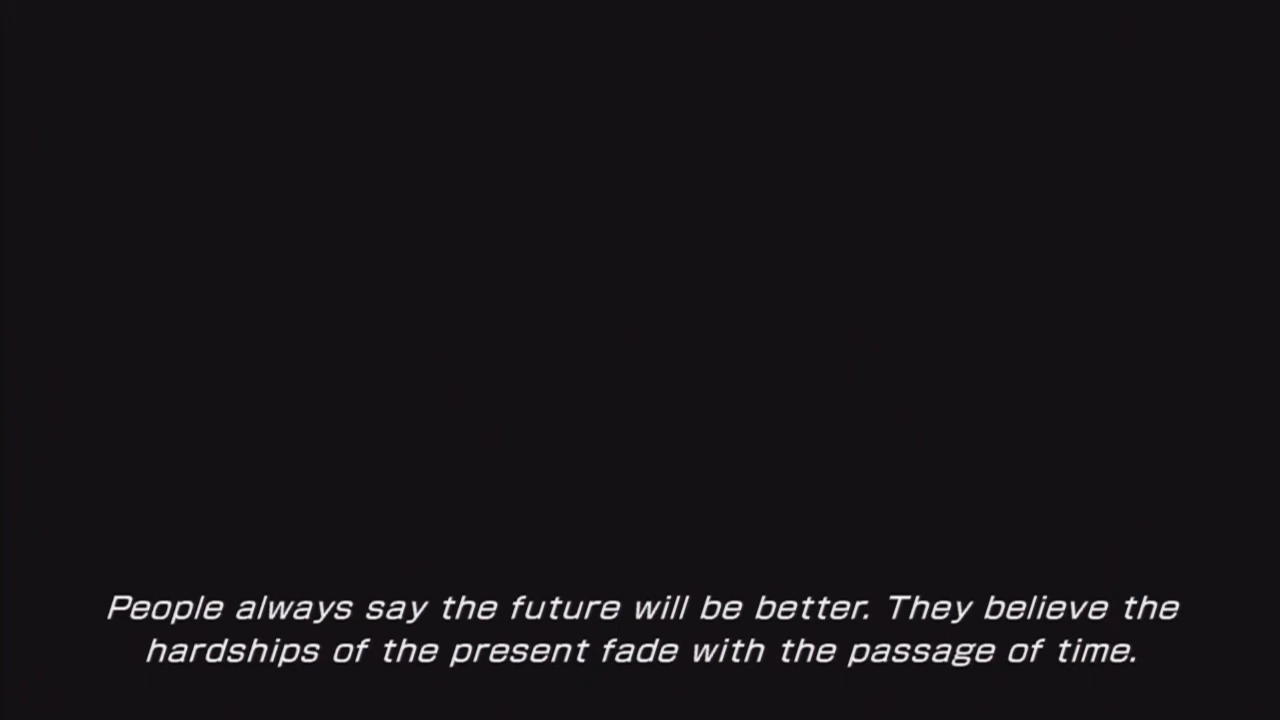 People always say the future will be better. They believe the
hardships of the present fade with the passage of time.